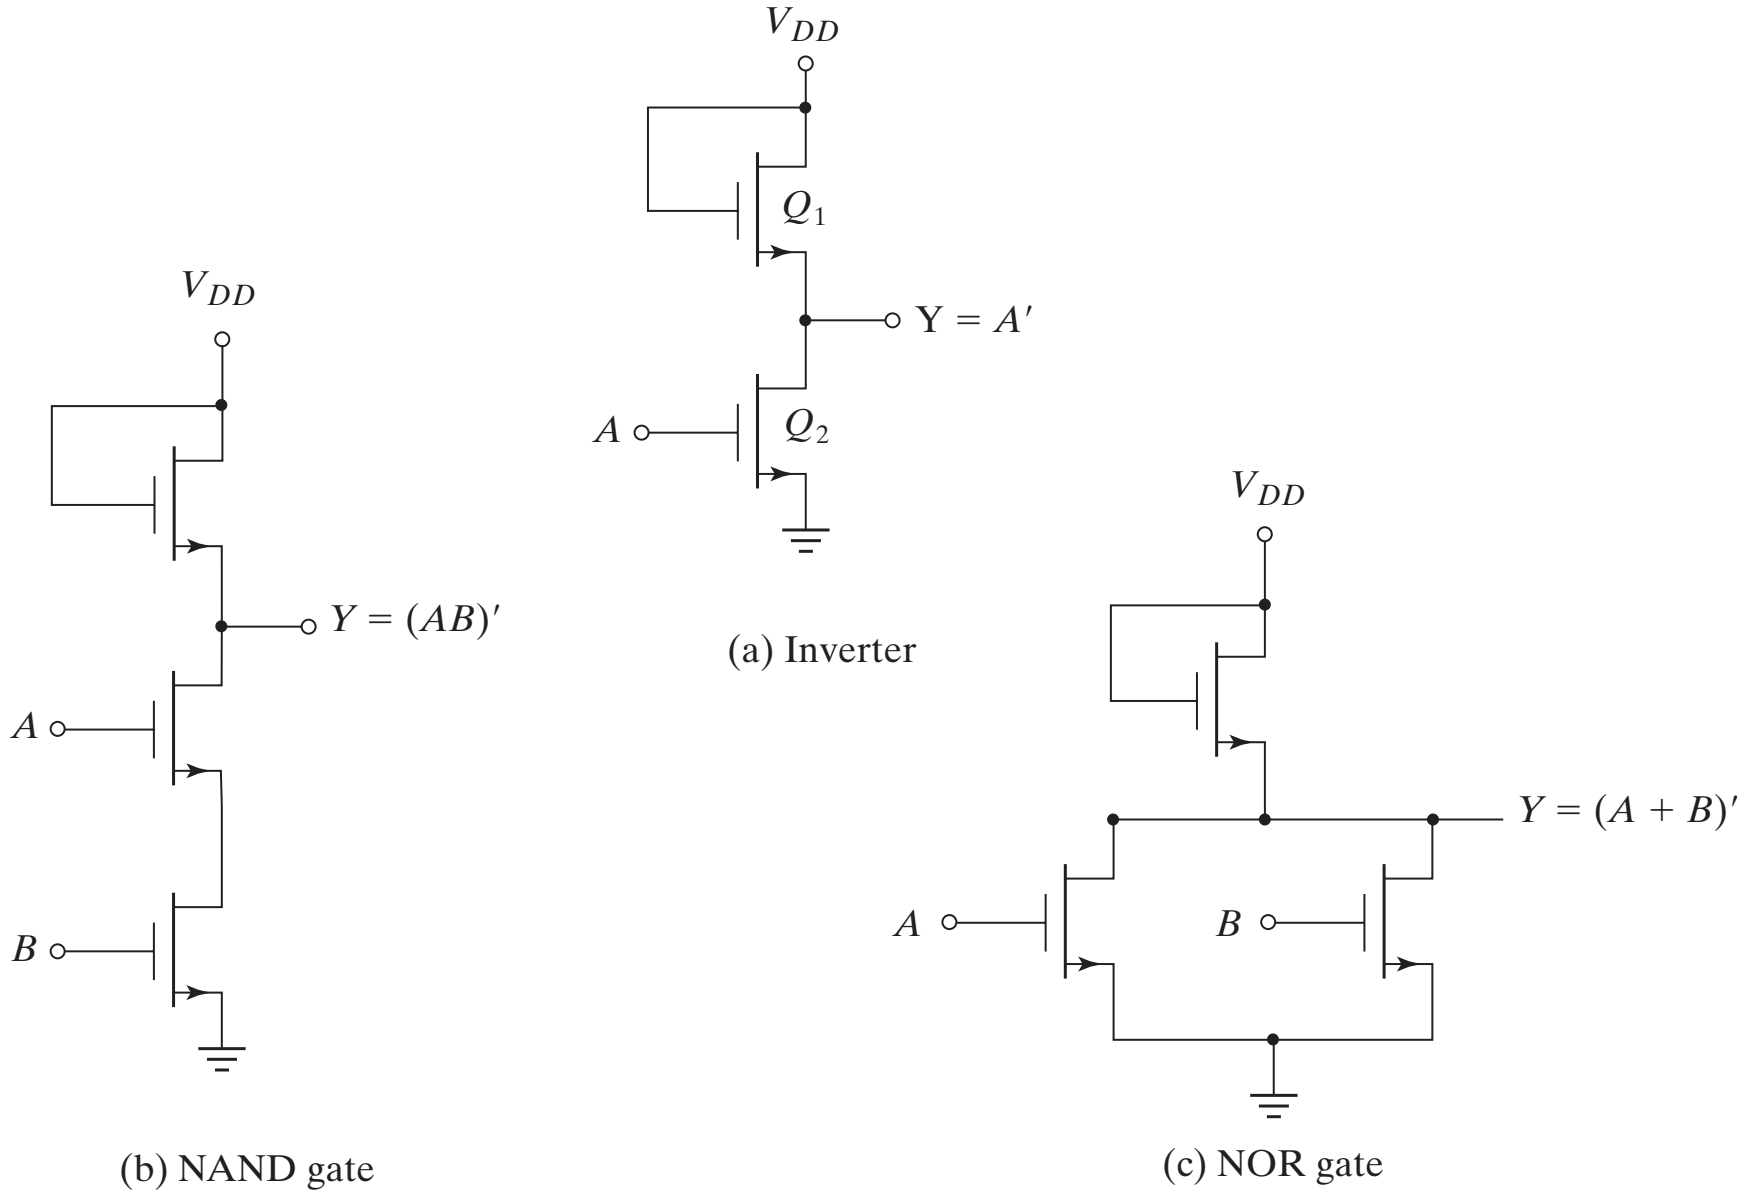 V_DD
Q_1
Y = A′
A
Q_2
(a) Inverter
V_DD
Y = (AB)′
A
B
(b) NAND gate
V_DD
Y = (A + B)′
A
B
(c) NOR gate